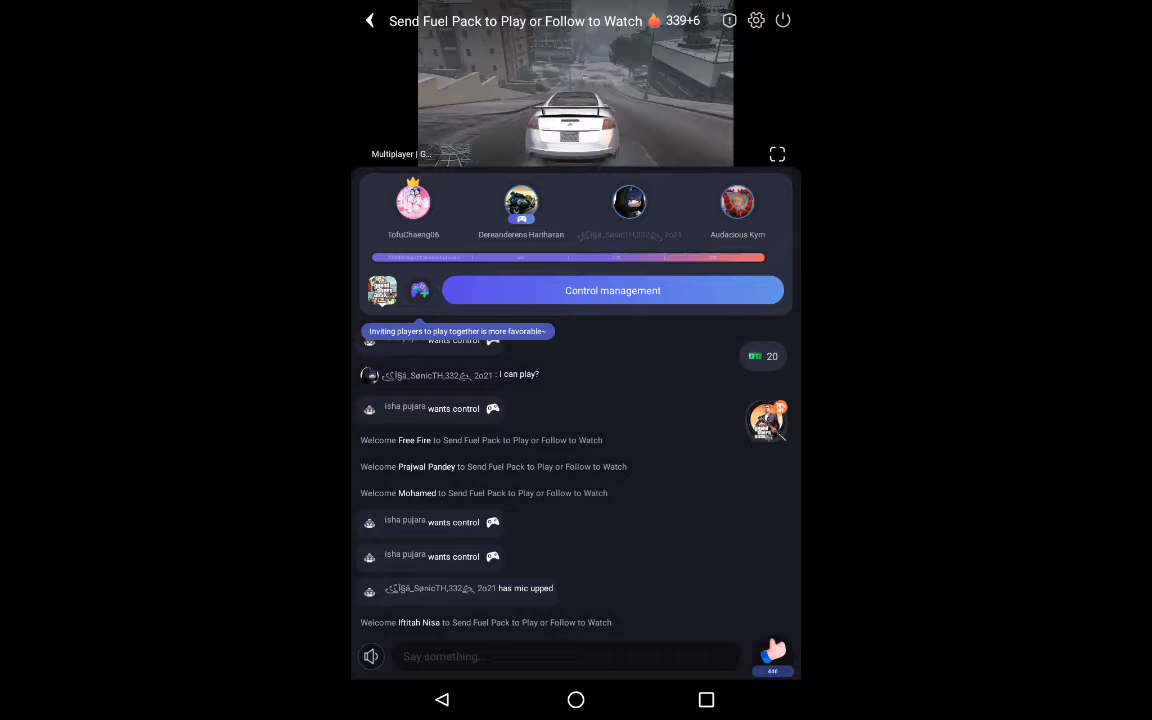 Send Fuel Pack to Play or Follow to Watch 🔥 339+6
Multiplayer | G...
TofuChaeng06
Dereanderens Hariharan
Audacious Kym
Control management
Inviting players to play together is more favorable~
wants control
20
: I can play?
isha pujara wants control
Welcome Free Fire to Send Fuel Pack to Play or Follow to Watch
Welcome Prajwal Pandey to Send Fuel Pack to Play or Follow to Watch
Welcome Mohamed to Send Fuel Pack to Play or Follow to Watch
isha pujara wants control
isha pujara wants control
has mic upped
Welcome Iftitah Nisa to Send Fuel Pack to Play or Follow to Watch
Say something...
446